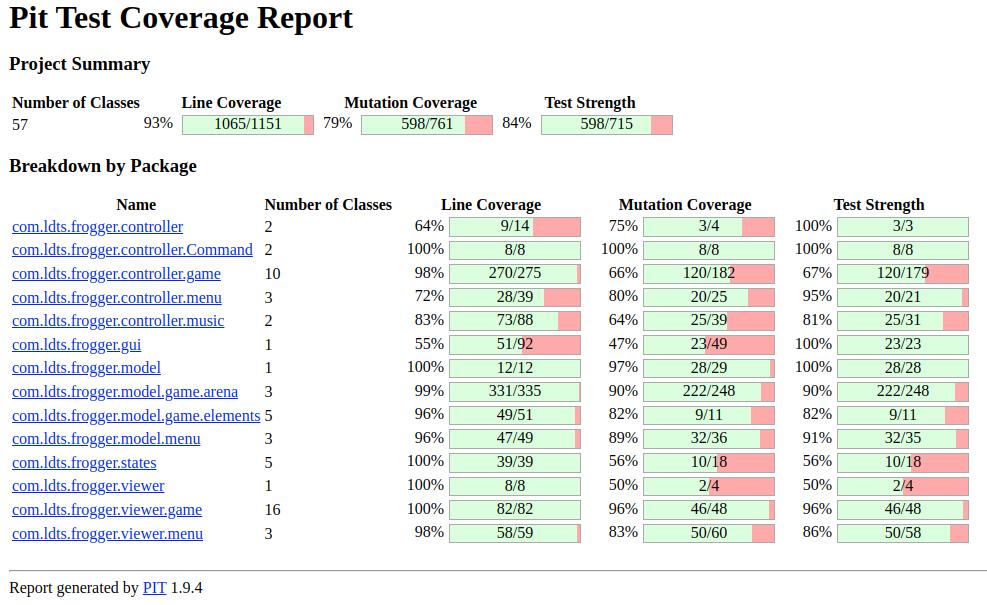 Pit Test Coverage Report
Project Summary
Number of Classes Line Coverage Mutation Coverage Test Strength
57 93% 1065/1151 79% 598/761 84% 598/715
Breakdown by Package
Name Number of Classes Line Coverage Mutation Coverage Test Strength
com.ldts.frogger.controller 2 64% 9/14 75% 3/4 100% 3/3
com.ldts.frogger.controller.Command 2 100% 8/8 100% 8/8 100% 8/8
com.ldts.frogger.controller.game 10 98% 270/275 66% 120/182 67% 120/179
com.ldts.frogger.controller.menu 3 72% 28/39 80% 20/25 95% 20/21
com.ldts.frogger.controller.music 2 83% 73/88 64% 25/39 81% 25/31
com.ldts.frogger.gui 1 55% 51/92 47% 23/49 100% 23/23
com.ldts.frogger.model 1 100% 12/12 97% 28/29 100% 28/28
com.ldts.frogger.model.game.arena 3 99% 331/335 90% 222/248 90% 222/248
com.ldts.frogger.model.game.elements 5 96% 49/51 82% 9/11 82% 9/11
com.ldts.frogger.model.menu 3 96% 47/49 89% 32/36 91% 32/35
com.ldts.frogger.states 5 100% 39/39 56% 10/18 56% 10/18
com.ldts.frogger.viewer 1 100% 8/8 50% 2/4 50% 2/4
com.ldts.frogger.viewer.game 16 100% 82/82 96% 46/48 96% 46/48
com.ldts.frogger.viewer.menu 3 98% 58/59 83% 50/60 86% 50/58
Report generated by PIT 1.9.4